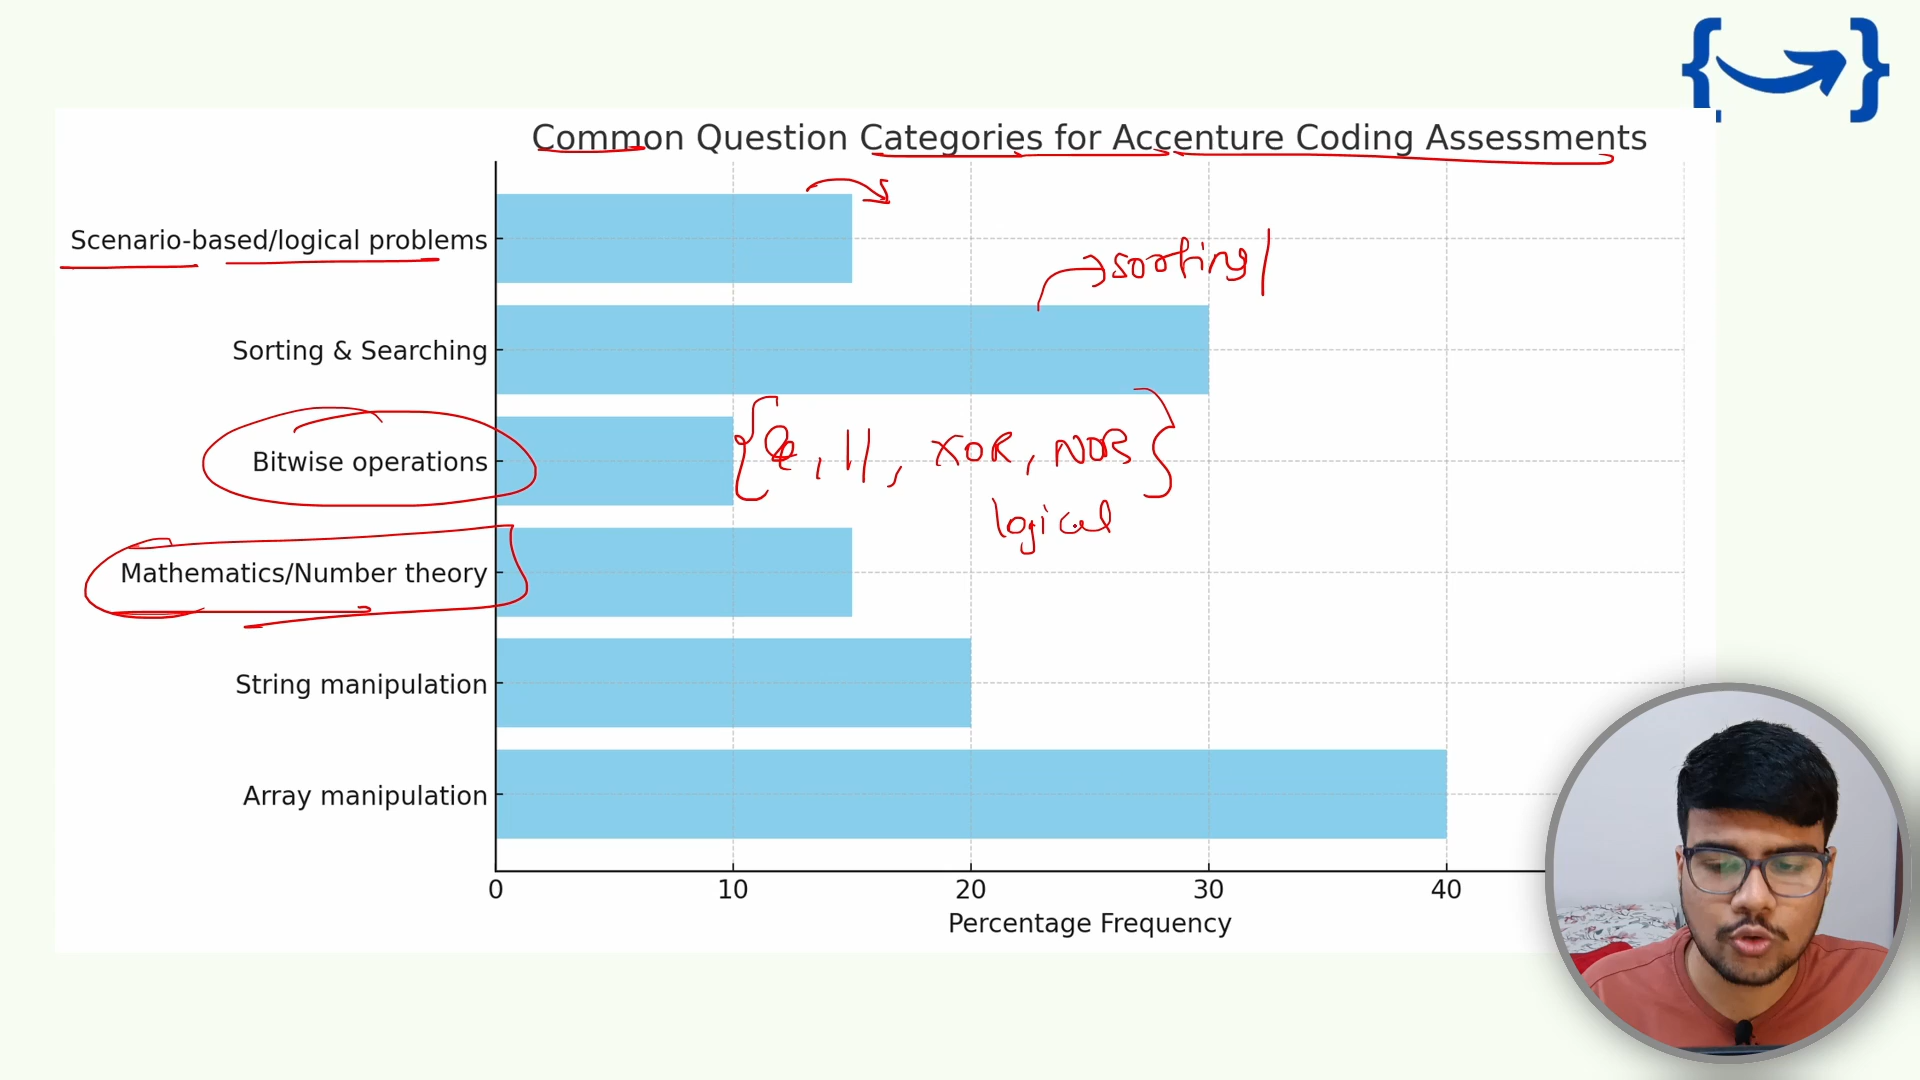 Common Question Categories for Accenture Coding Assessments
Scenario-based/logical problems
sorting/
Sorting & Searching
Bitwise operations
{&, ||, XOR, NOR}
logical
Mathematics/Number theory
String manipulation
Array manipulation
0 10 20 30 40
Percentage Frequency